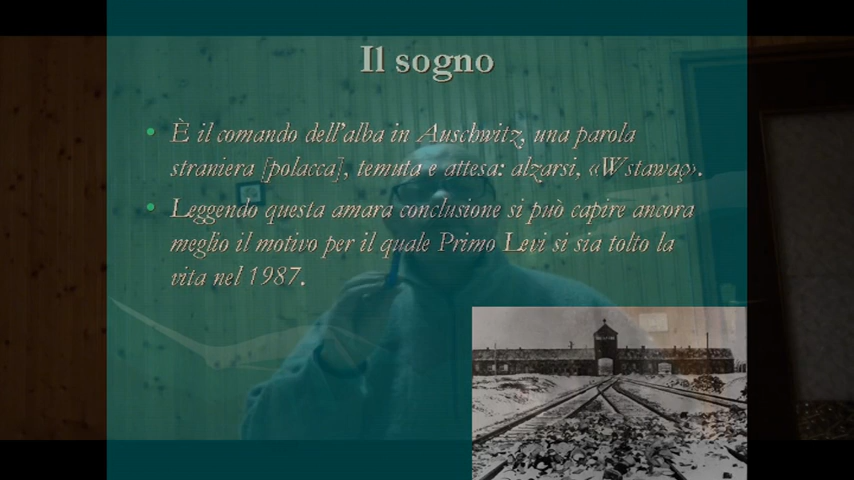 Il sogno
È il comando dell'alba in Auschwitz, una parola
straniera [polacca], temuta e attesa: alzarsi, «Wstawaç».
Leggendo questa amara conclusione si può capire ancora
meglio il motivo per il quale Primo Levi si sia tolto la
vita nel 1987.